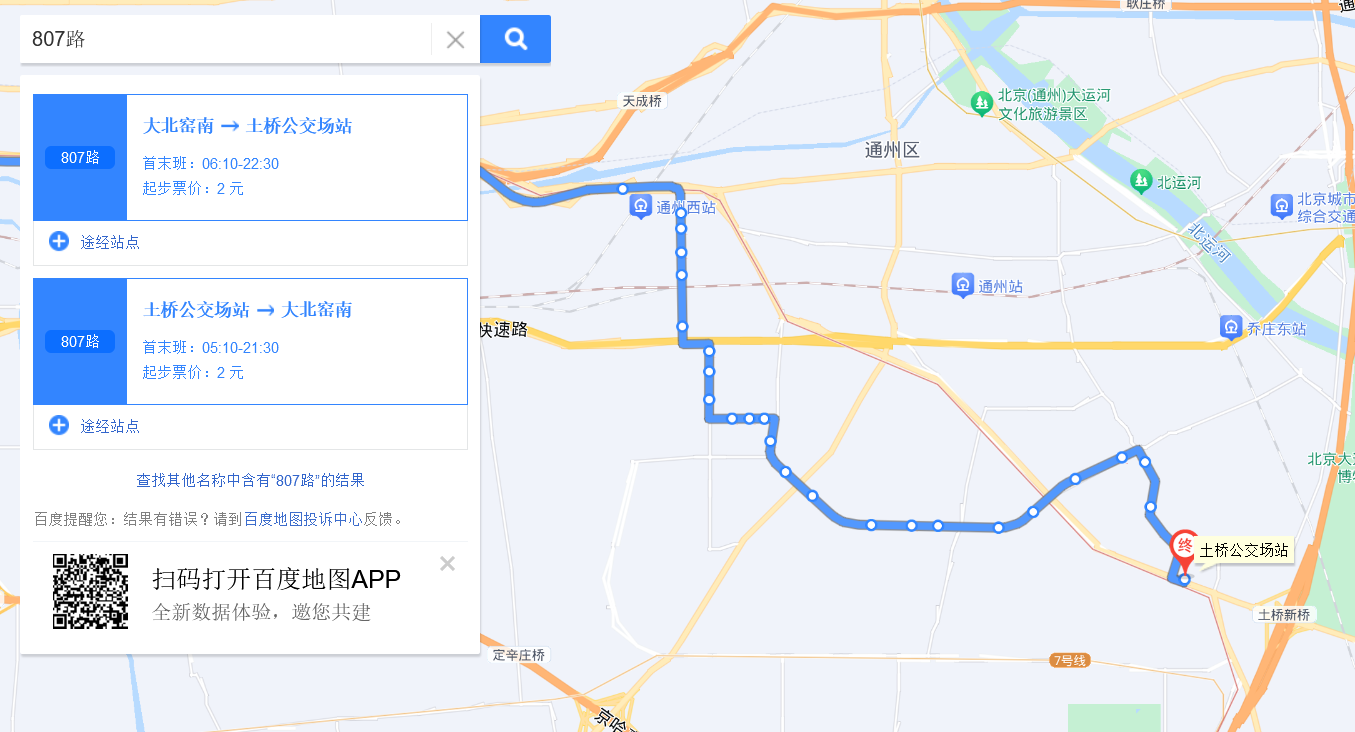 807路
大北窑南 → 土桥公交场站
807路
首末班：06:10-22:30
起步票价：2 元
途经站点
土桥公交场站 → 大北窑南
807路
首末班：05:10-21:30
起步票价：2 元
途经站点
查找其他名称中含有“807路”的结果
百度提醒您：结果有错误？请到百度地图投诉中心反馈。
扫码打开百度地图APP
全新数据体验，邀您共建
耿庄桥
通
天成桥
北京(通州)大运河
文化旅游景区
通州区
北运河
通州西站
北京城市
综合交通
北运河
通州站
快速路
乔庄东站
北京大运
博物
终
土桥公交场站
土桥新桥
定辛庄桥
7号线
京哈